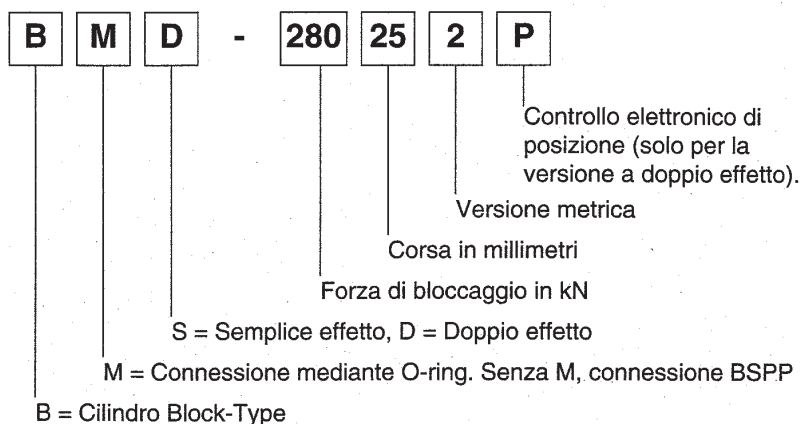 B M D - 280 25 2 P
Controllo elettronico di
posizione (solo per la
versione a doppio effetto).
Versione metrica
Corsa in millimetri
Forza di bloccaggio in kN
S = Semplice effetto, D = Doppio effetto
M = Connessione mediante O-ring. Senza M, connessione BSPP
B = Cilindro Block-Type